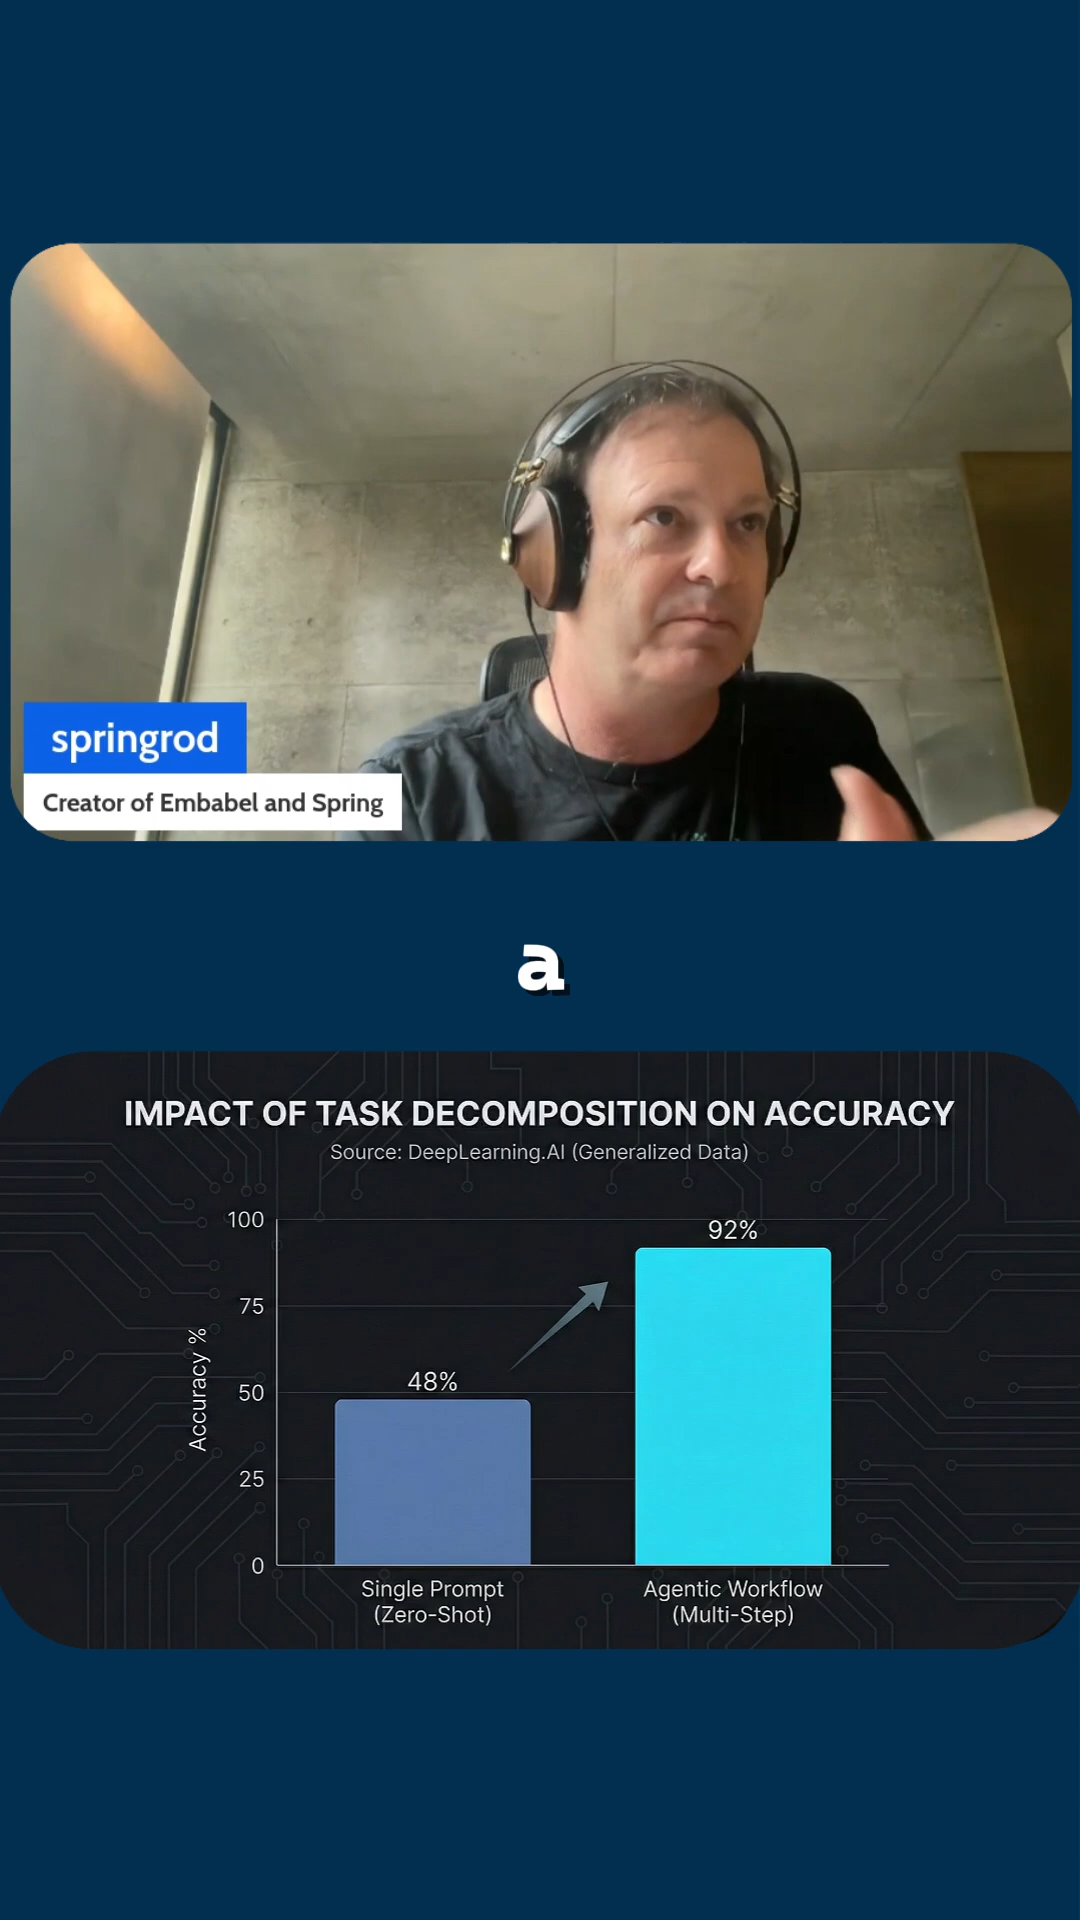 springrod
Creator of Embabel and Spring
a
IMPACT OF TASK DECOMPOSITION ON ACCURACY
Source: DeepLearning.AI (Generalized Data)
100
75
50
25
0
Accuracy %
48%
92%
Single Prompt
(Zero-Shot)
Agentic Workflow
(Multi-Step)